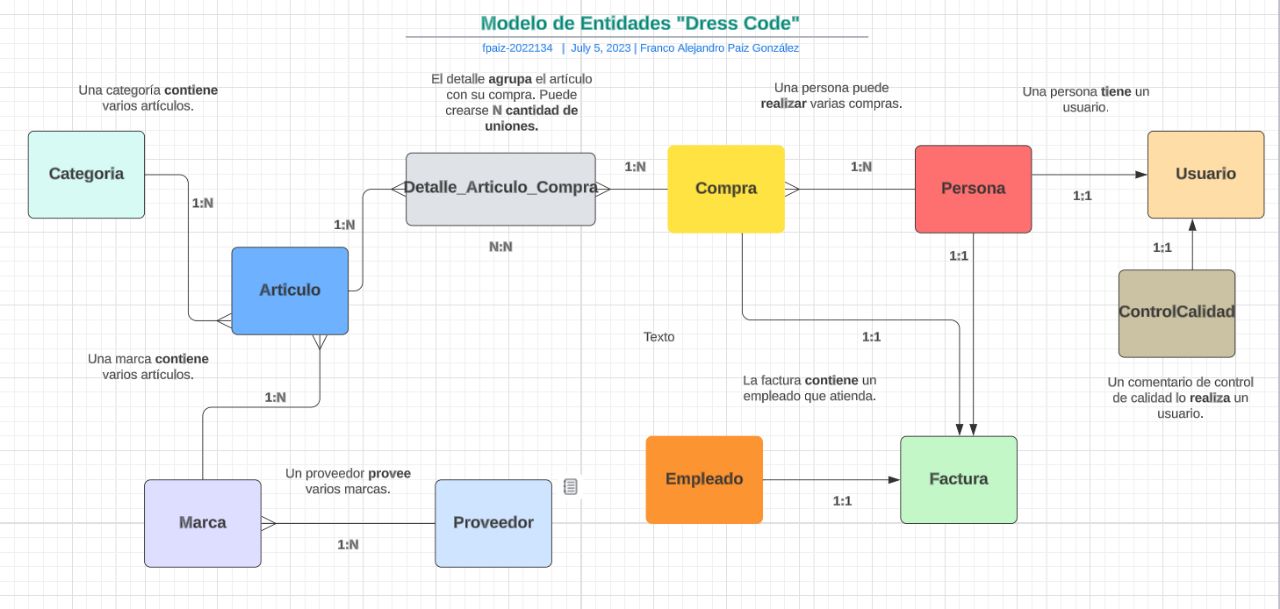 Modelo de Entidades "Dress Code"
fpaiz-2022134 | July 5, 2023 | Franco Alejandro Paiz González
Una categoría contiene
varios artículos.
El detalle agrupa el artículo
con su compra. Puede
crearse N cantidad de
uniones.
Una persona puede
realizar varias compras.
Una persona tiene un
usuario.
Categoria
1:N
Detalle_Articulo_Compra
1:N
Compra
1:N
Persona
1:1
Usuario
1:N
1:N
N:N
1:1
1:1
Articulo
ControlCalidad
Texto
1:1
Una marca contiene
varios artículos.
1:N
La factura contiene un
empleado que atienda.
Un comentario de control
de calidad lo realiza un
usuario.
Un proveedor provee
varios marcas.
Marca
1:N
Proveedor
Empleado
1:1
Factura